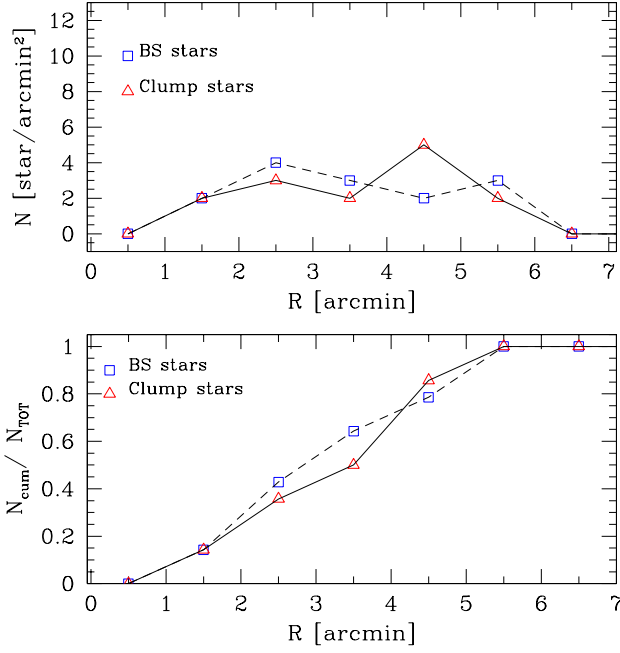 12
10
8
6
4
2
0
N [star/arcmin²]
BS stars
Clump stars
0 1 2 3 4 5 6 7
R [arcmin]
1
0.8
0.6
0.4
0.2
0
N_cum/ N_TOT
BS stars
Clump stars
0 1 2 3 4 5 6 7
R [arcmin]